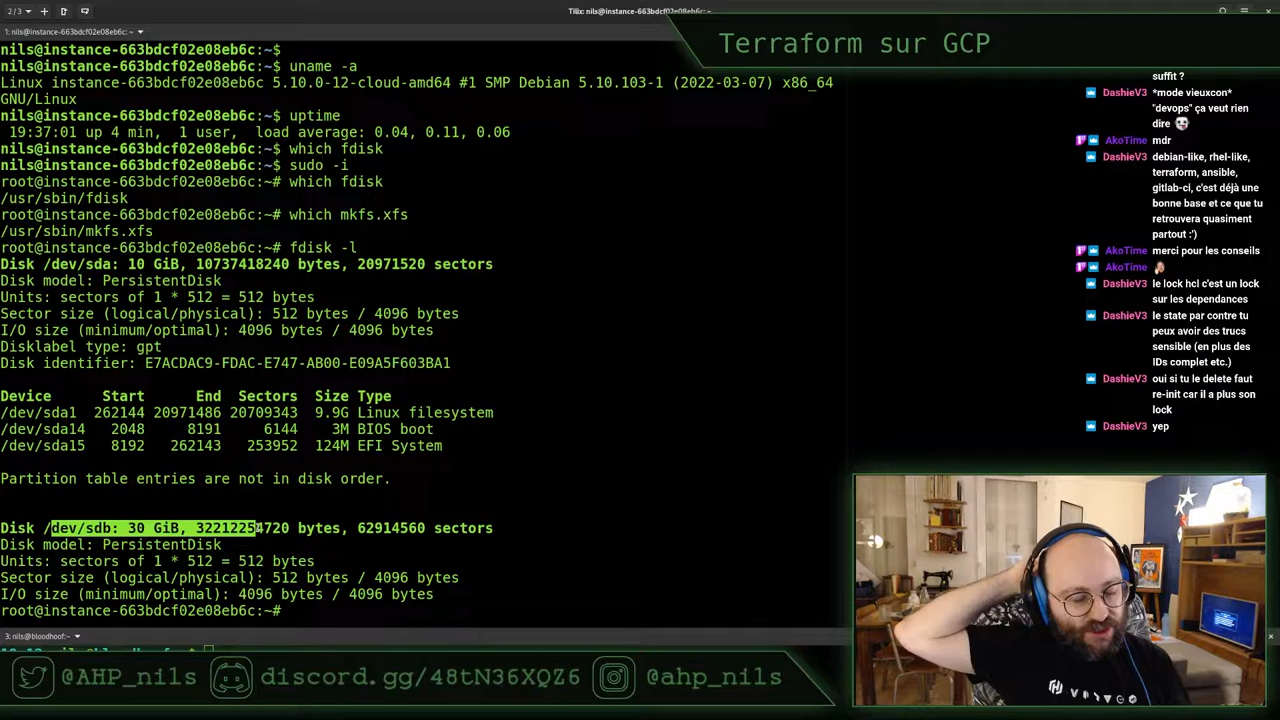 2 / 3
Tilix: nils@instance-663bdcf02e08eb6c:~
1: nils@instance-663bdcf02e08eb6c: ~
nils@instance-663bdcf02e08eb6c:~$
nils@instance-663bdcf02e08eb6c:~$ uname -a
Linux instance-663bdcf02e08eb6c 5.10.0-12-cloud-amd64 #1 SMP Debian 5.10.103-1 (2022-03-07) x86_64
GNU/Linux
nils@instance-663bdcf02e08eb6c:~$ uptime
19:37:01 up 4 min,  1 user,  load average: 0.04, 0.11, 0.06
nils@instance-663bdcf02e08eb6c:~$ which fdisk
nils@instance-663bdcf02e08eb6c:~$ sudo -i
root@instance-663bdcf02e08eb6c:~# which fdisk
/usr/sbin/fdisk
root@instance-663bdcf02e08eb6c:~# which mkfs.xfs
/usr/sbin/mkfs.xfs
root@instance-663bdcf02e08eb6c:~# fdisk -l
Disk /dev/sda: 10 GiB, 10737418240 bytes, 20971520 sectors
Disk model: PersistentDisk
Units: sectors of 1 * 512 = 512 bytes
Sector size (logical/physical): 512 bytes / 4096 bytes
I/O size (minimum/optimal): 4096 bytes / 4096 bytes
Disklabel type: gpt
Disk identifier: E7ACDAC9-FDAC-E747-AB00-E09A5F603BA1
Device      Start      End  Sectors  Size Type
/dev/sda1  262144 20971486 20709343  9.9G Linux filesystem
/dev/sda14   2048     8191     6144    3M BIOS boot
/dev/sda15   8192   262143   253952  124M EFI System
Partition table entries are not in disk order.
Disk /dev/sdb: 30 GiB, 32212254720 bytes, 62914560 sectors
Disk model: PersistentDisk
Units: sectors of 1 * 512 = 512 bytes
Sector size (logical/physical): 512 bytes / 4096 bytes
I/O size (minimum/optimal): 4096 bytes / 4096 bytes
root@instance-663bdcf02e08eb6c:~#
3: nils@bloodhoof:~
Terraform sur GCP
suffit ?
DashieV3 *mode vieuxcon*
"devops" ça veut rien
dire
AkoTime mdr
DashieV3 debian-like, rhel-like,
terraform, ansible,
gitlab-ci, c'est déjà une
bonne base et ce que tu
retrouvera quasiment
partout :')
AkoTime merci pour les conseils
AkoTime
DashieV3 le lock hcl c'est un lock
sur les dependances
DashieV3 le state par contre tu
peux avoir des trucs
sensible (en plus des
IDs complet etc.)
DashieV3 oui si tu le delete faut
re-init car il a plus son
lock
DashieV3 yep
@AHP_nils
discord.gg/48tN36XQZ6
@ahp_nils